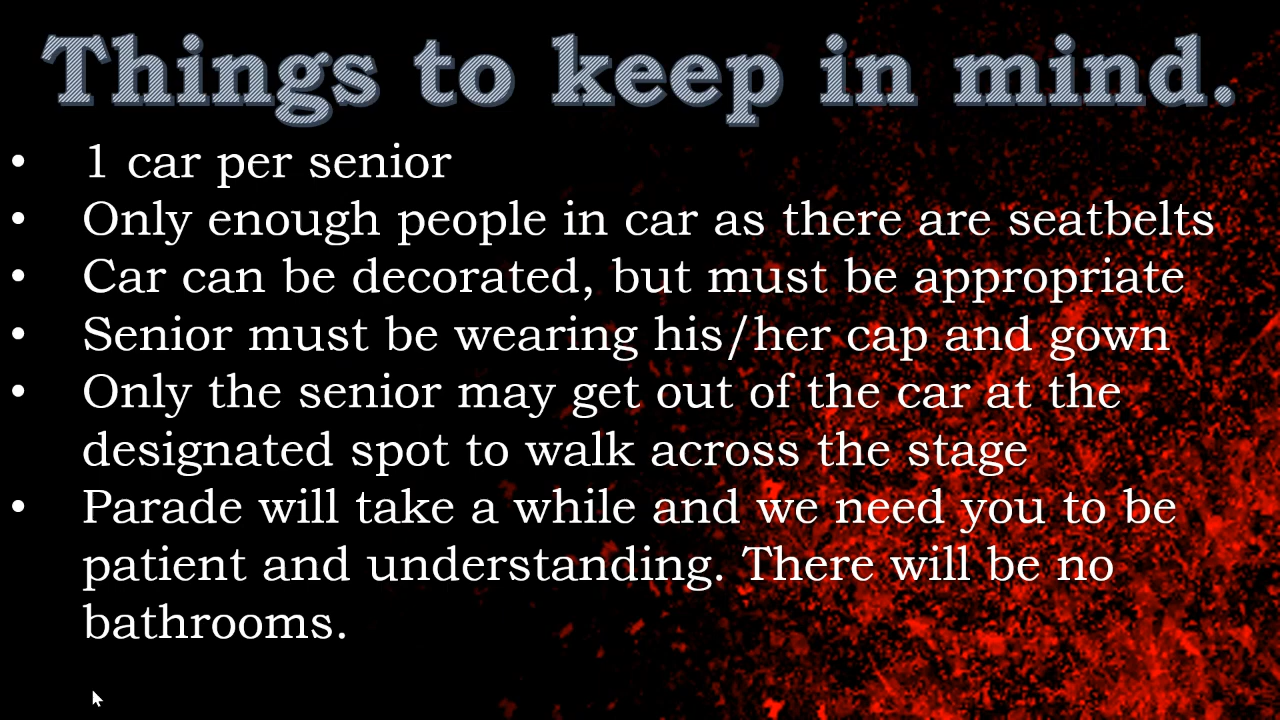 Things to keep in mind.
• 1 car per senior
• Only enough people in car as there are seatbelts
• Car can be decorated, but must be appropriate
• Senior must be wearing his/her cap and gown
• Only the senior may get out of the car at the
designated spot to walk across the stage
• Parade will take a while and we need you to be
patient and understanding. There will be no
bathrooms.